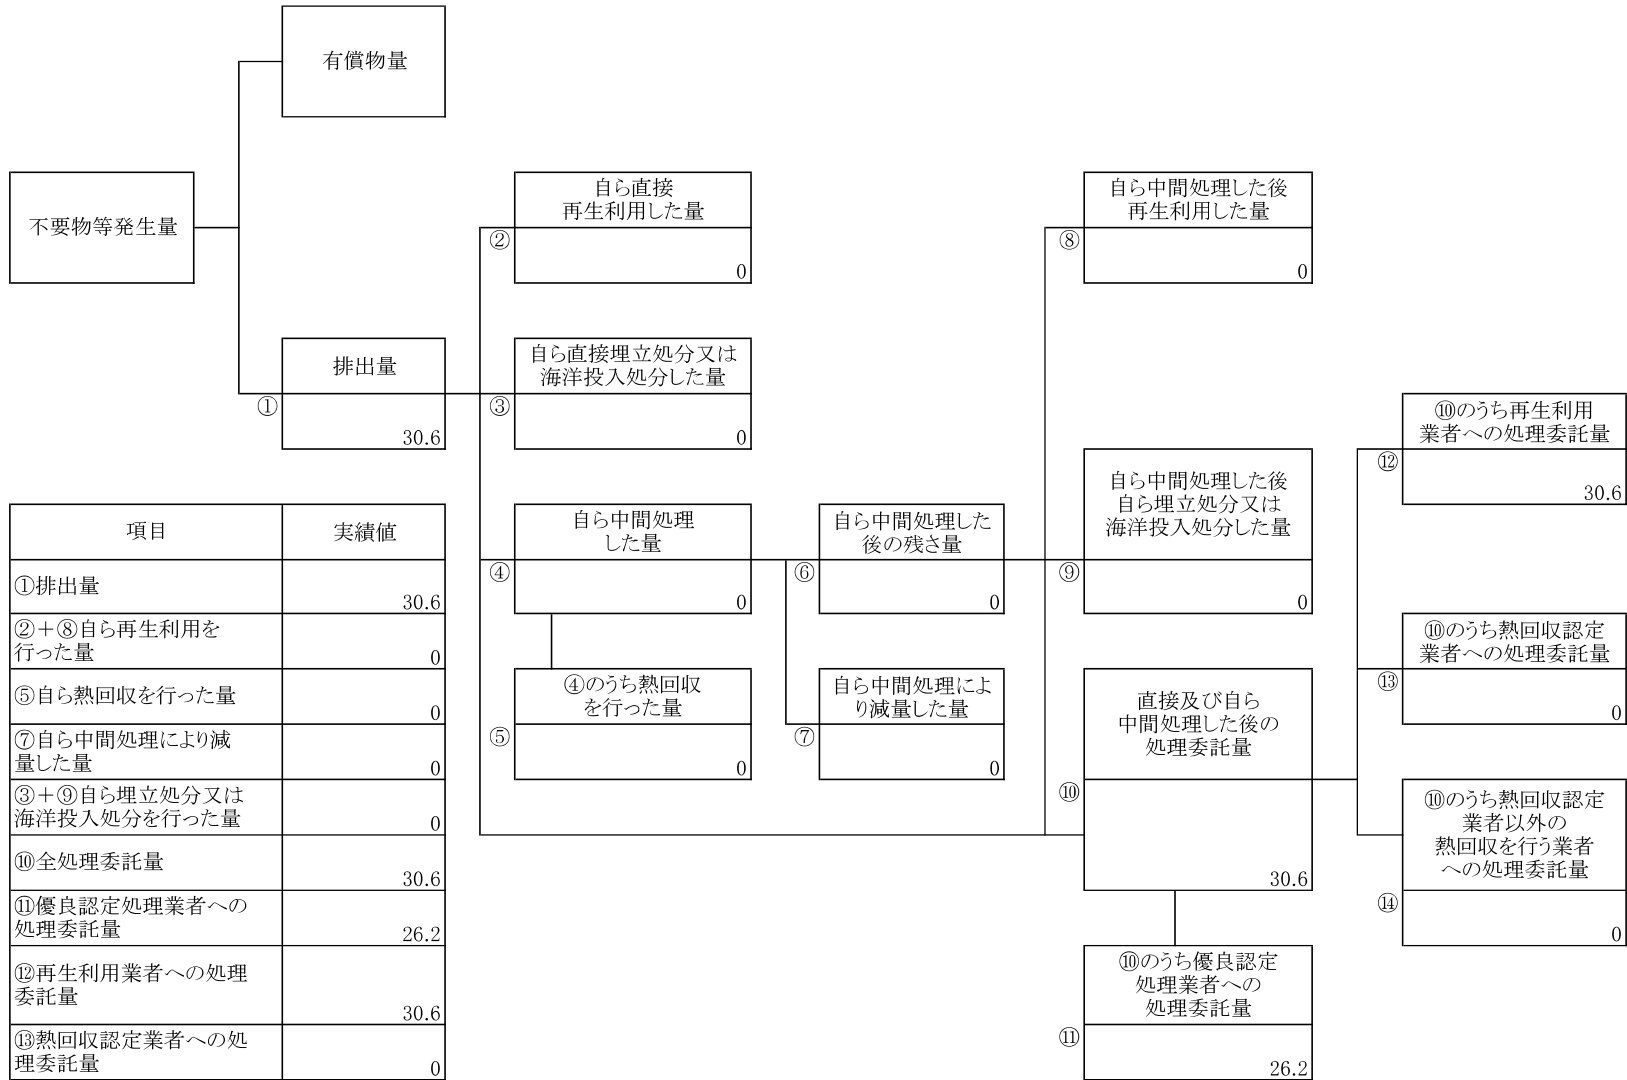 有償物量
不要物等発生量
排出量
①
30.6
自ら直接
再生利用した量
②
0
自ら直接埋立処分又は
海洋投入処分した量
③
0
自ら中間処理
した量
④
0
④のうち熱回収
を行った量
⑤
0
自ら中間処理した
後の残さ量
⑥
0
自ら中間処理によ
り減量した量
⑦
0
自ら中間処理した後
再生利用した量
⑧
0
自ら中間処理した後
自ら埋立処分又は
海洋投入処分した量
⑨
0
直接及び自ら
中間処理した後の
処理委託量
⑩
30.6
⑩のうち優良認定
処理業者への
処理委託量
⑪
26.2
⑩のうち再生利用
業者への処理委託量
⑫
30.6
⑩のうち熱回収認定
業者への処理委託量
⑬
0
⑩のうち熱回収認定
業者以外の
熱回収を行う業者
への処理委託量
⑭
0
項目 実績値
①排出量
30.6
②＋⑧自ら再生利用を
行った量
0
⑤自ら熱回収を行った量
0
⑦自ら中間処理により減
量した量
0
③＋⑨自ら埋立処分又は
海洋投入処分を行った量
0
⑩全処理委託量
30.6
⑪優良認定処理業者への
処理委託量
26.2
⑫再生利用業者への処理
委託量
30.6
⑬熱回収認定業者への処
理委託量
0